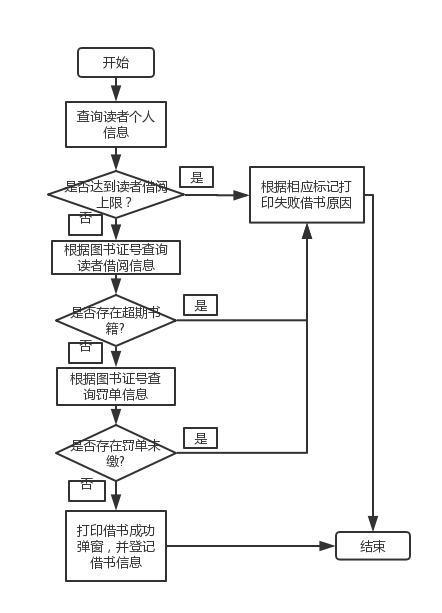 开始
查询读者个人
信息
是否达到读者借阅
上限？
是
根据相应标记打
印失败借书原因
否
根据图书证号查询
读者借阅信息
是否存在超期书
籍?
是
否
根据图书证号查
询罚单信息
是否存在罚单未
缴?
是
否
打印借书成功
弹窗，并登记
借书信息
结束